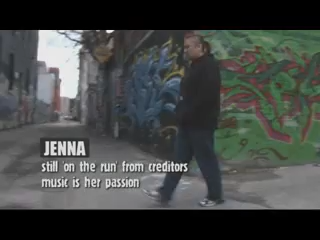 JENNA
still 'on the run' from creditors
music is her passion